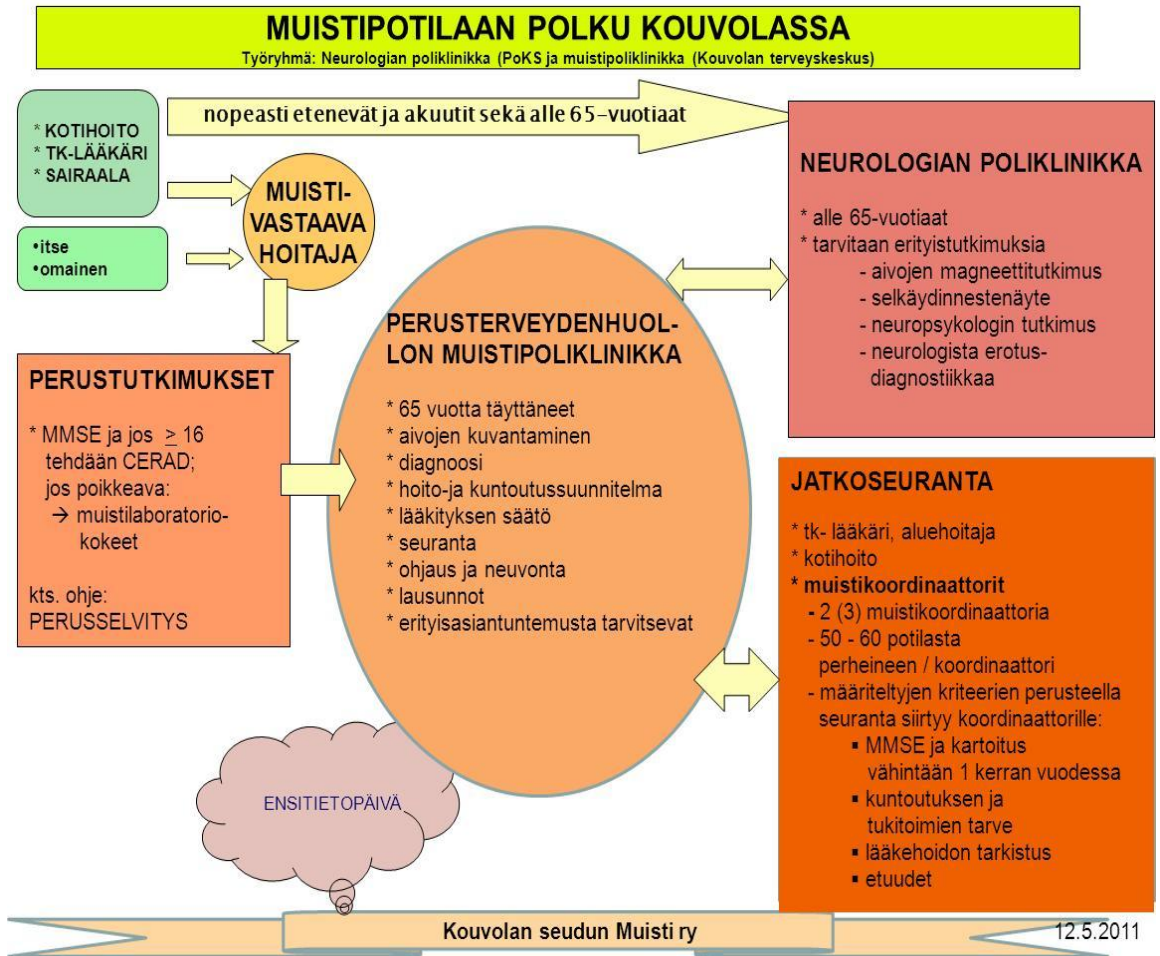 MUISTIPOTILAAN POLKU KOUVOLASSA
Työryhmä: Neurologian poliklinikka (PoKS ja muistipoliklinikka (Kouvolan terveyskeskus)
nopeasti etenevät ja akuutit sekä alle 65-vuotiaat
* KOTIHOITO
* TK-LÄÄKÄRI
* SAIRAALA
•itse
•omainen
MUISTI-
VASTAAVA
HOITAJA
PERUSTUTKIMUKSET
* MMSE ja jos ≥ 16
tehdään CERAD;
jos poikkeava:
→ muistilaboratorio-
kokeet
kts. ohje:
PERUSSELVITYS
PERUSTERVEYDENHUOL-
LON MUISTIPOLIKLINIKKA
* 65 vuotta täyttäneet
* aivojen kuvantaminen
* diagnoosi
* hoito-ja kuntoutussuunnitelma
* lääkityksen säätö
* seuranta
* ohjaus ja neuvonta
* lausunnot
* erityisasiantuntemusta tarvitsevat
NEUROLOGIAN POLIKLINIKKA
* alle 65-vuotiaat
* tarvitaan erityistutkimuksia
- aivojen magneettitutkimus
- selkäydinnestenäyte
- neuropsykologin tutkimus
- neurologista erotus-
diagnostiikkaa
JATKOSEURANTA
* tk- lääkäri, aluehoitaja
* kotihoito
* muistikoordinaattorit
- 2 (3) muistikoordinaattoria
- 50 - 60 potilasta
perheineen / koordinaattori
- määriteltyjen kriteerien perusteella
seuranta siirtyy koordinaattorille:
▪ MMSE ja kartoitus
vähintään 1 kerran vuodessa
▪ kuntoutuksen ja
tukitoimien tarve
▪ lääkehoidon tarkistus
▪ etuudet
ENSITIETOPÄIVÄ
Kouvolan seudun Muisti ry
12.5.2011